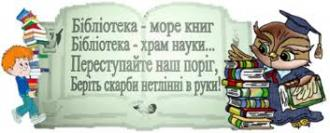 Бібліотека - море книг
Бібліотека - храм науки...
Переступайте наш поріг,
Беріть скарби нетлінні в руки!